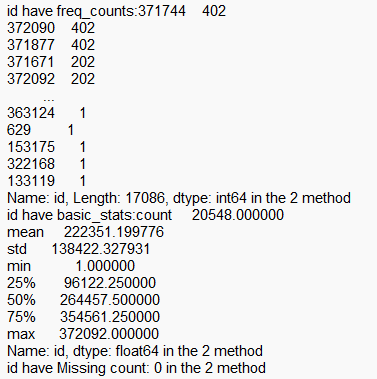 id have freq_counts:371744    402
372090    402
371877    402
371671    202
372092    202
...
363124    1
629    1
153175    1
322168    1
133119    1
Name: id, Length: 17086, dtype: int64 in the 2 method
id have basic_stats:count    20548.000000
mean    222351.199776
std    138422.327931
min    1.000000
25%    96122.250000
50%    264457.500000
75%    354561.250000
max    372092.000000
Name: id, dtype: float64 in the 2 method
id have Missing count: 0 in the 2 method